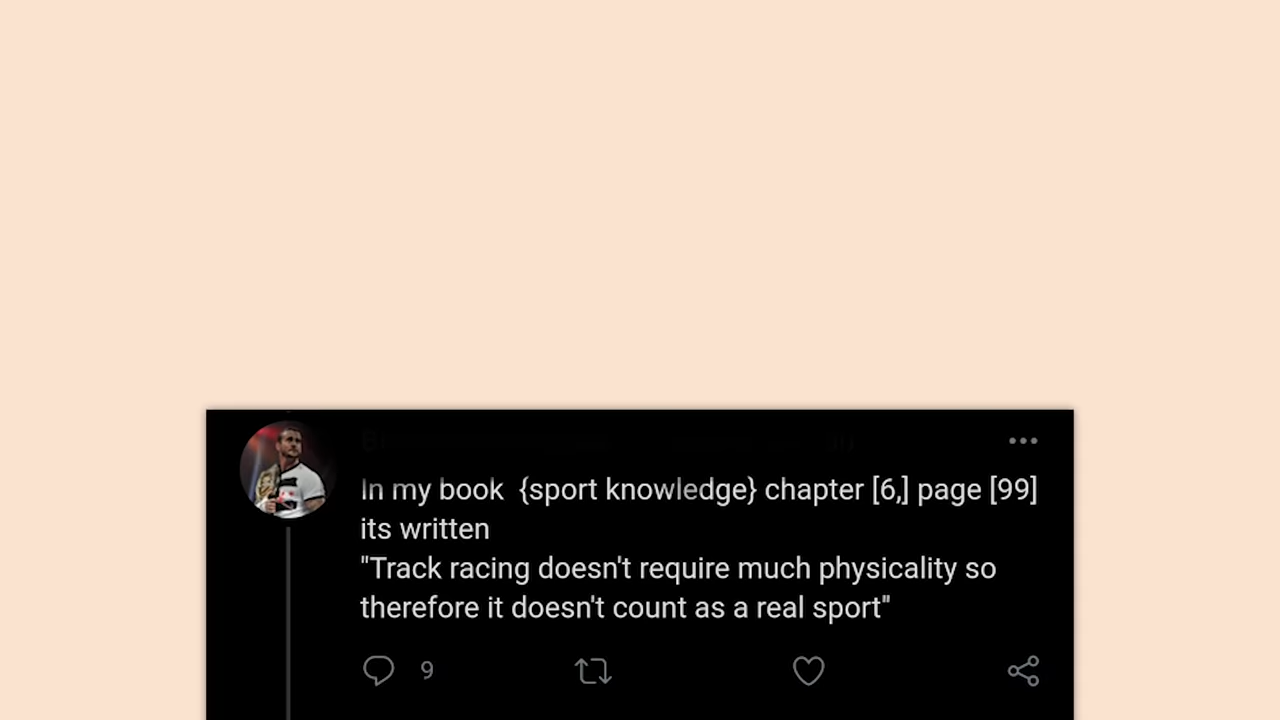 In my book  {sport knowledge} chapter [6,] page [99]
its written
"Track racing doesn't require much physicality so
therefore it doesn't count as a real sport"
9